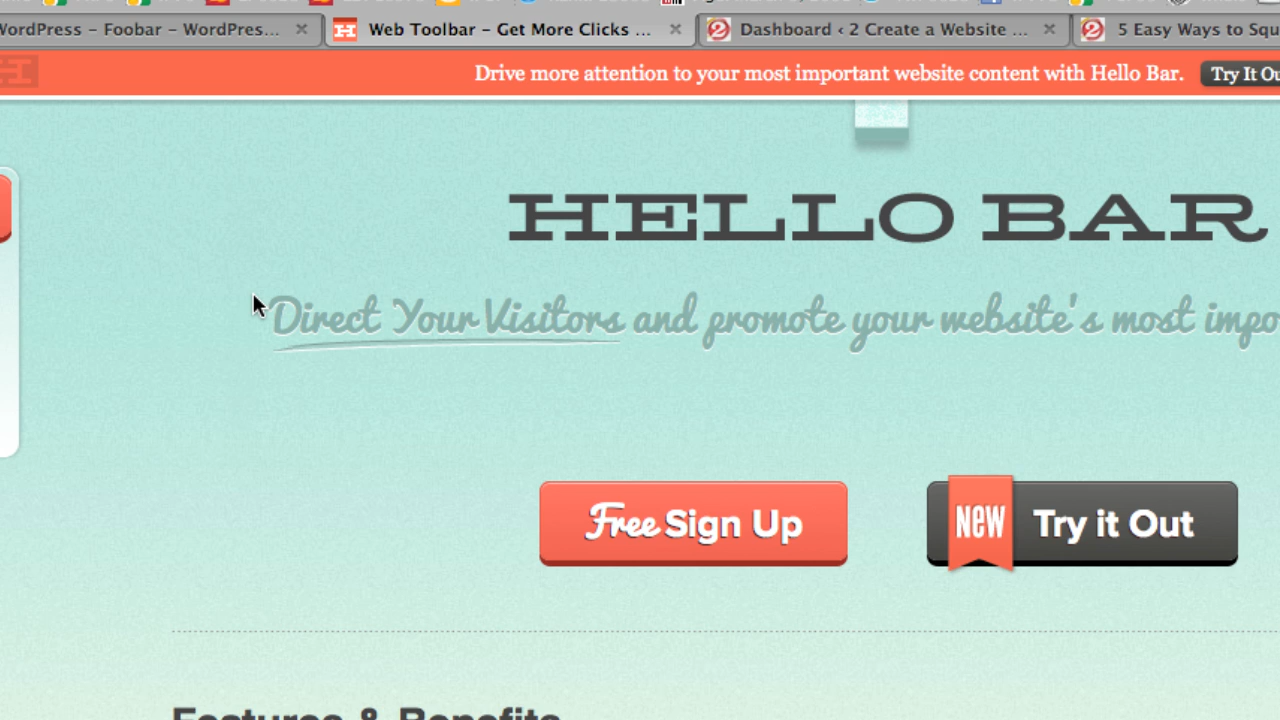 WordPress – Foobar – WordPres...
Web Toolbar – Get More Clicks ...
Dashboard ‹ 2 Create a Website ...
5 Easy Ways to Squ
Drive more attention to your most important website content with Hello Bar.
Try It Ou
HELLO BAR
Direct Your Visitors and promote your website's most impo
Free Sign Up
NEW Try it Out
Features & Benefits